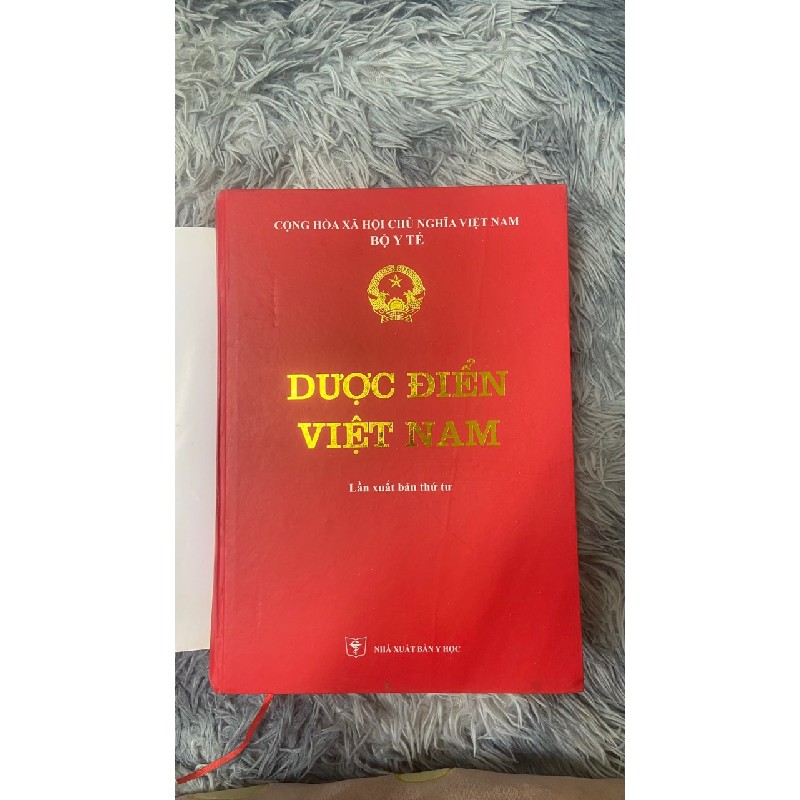 CỘNG HÒA XÃ HỘI CHỦ NGHĨA VIỆT NAM
BỘ Y TẾ
DƯỢC ĐIỂN
VIỆT NAM
Lần xuất bản thứ tư
NHÀ XUẤT BẢN Y HỌC